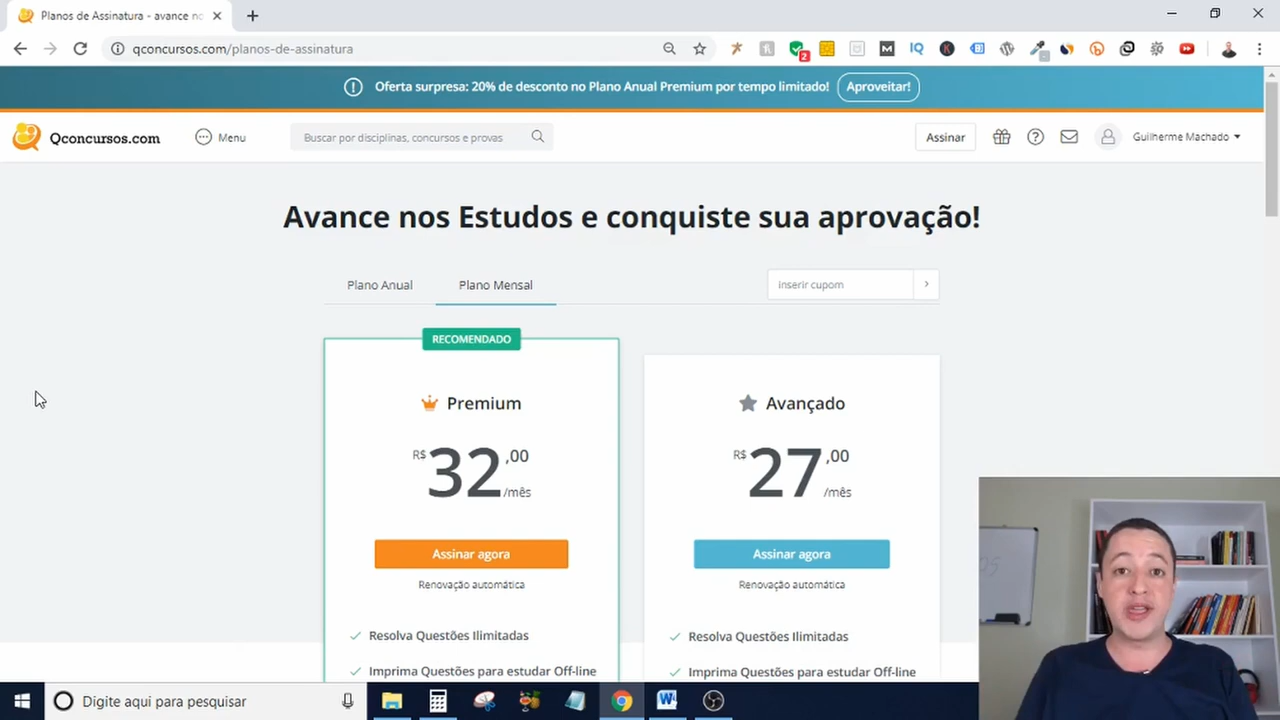 Planos de Assinatura - avance no
qconcursos.com/planos-de-assinatura
Oferta surpresa: 20% de desconto no Plano Anual Premium por tempo limitado!
Aproveitar!
Qconcursos.com
Menu
Buscar por disciplinas, concursos e provas
Assinar
Guilherme Machado
Avance nos Estudos e conquiste sua aprovação!
Plano Anual
Plano Mensal
Inserir cupom
RECOMENDADO
Premium
R$ 32,00
/mês
Assinar agora
Renovação automática
Resolva Questões Ilimitadas
Imprima Questões para estudar Off-line
Avançado
R$ 27,00
/mês
Assinar agora
Renovação automática
Resolva Questões Ilimitadas
Imprima Questões para estudar Off-line
Digite aqui para pesquisar